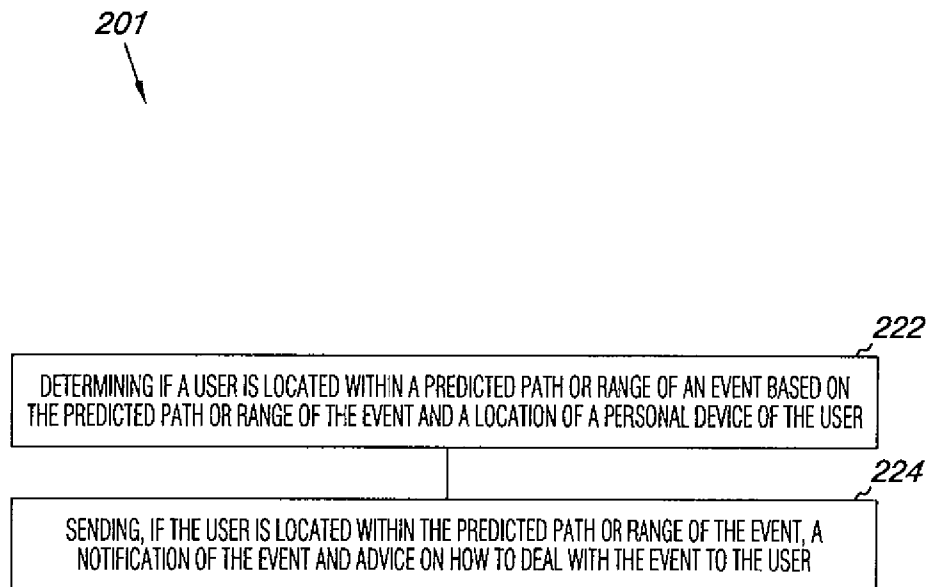 201
222
DETERMINING IF A USER IS LOCATED WITHIN A PREDICTED PATH OR RANGE OF AN EVENT BASED ON
THE PREDICTED PATH OR RANGE OF THE EVENT AND A LOCATION OF A PERSONAL DEVICE OF THE USER
224
SENDING, IF THE USER IS LOCATED WITHIN THE PREDICTED PATH OR RANGE OF THE EVENT, A
NOTIFICATION OF THE EVENT AND ADVICE ON HOW TO DEAL WITH THE EVENT TO THE USER